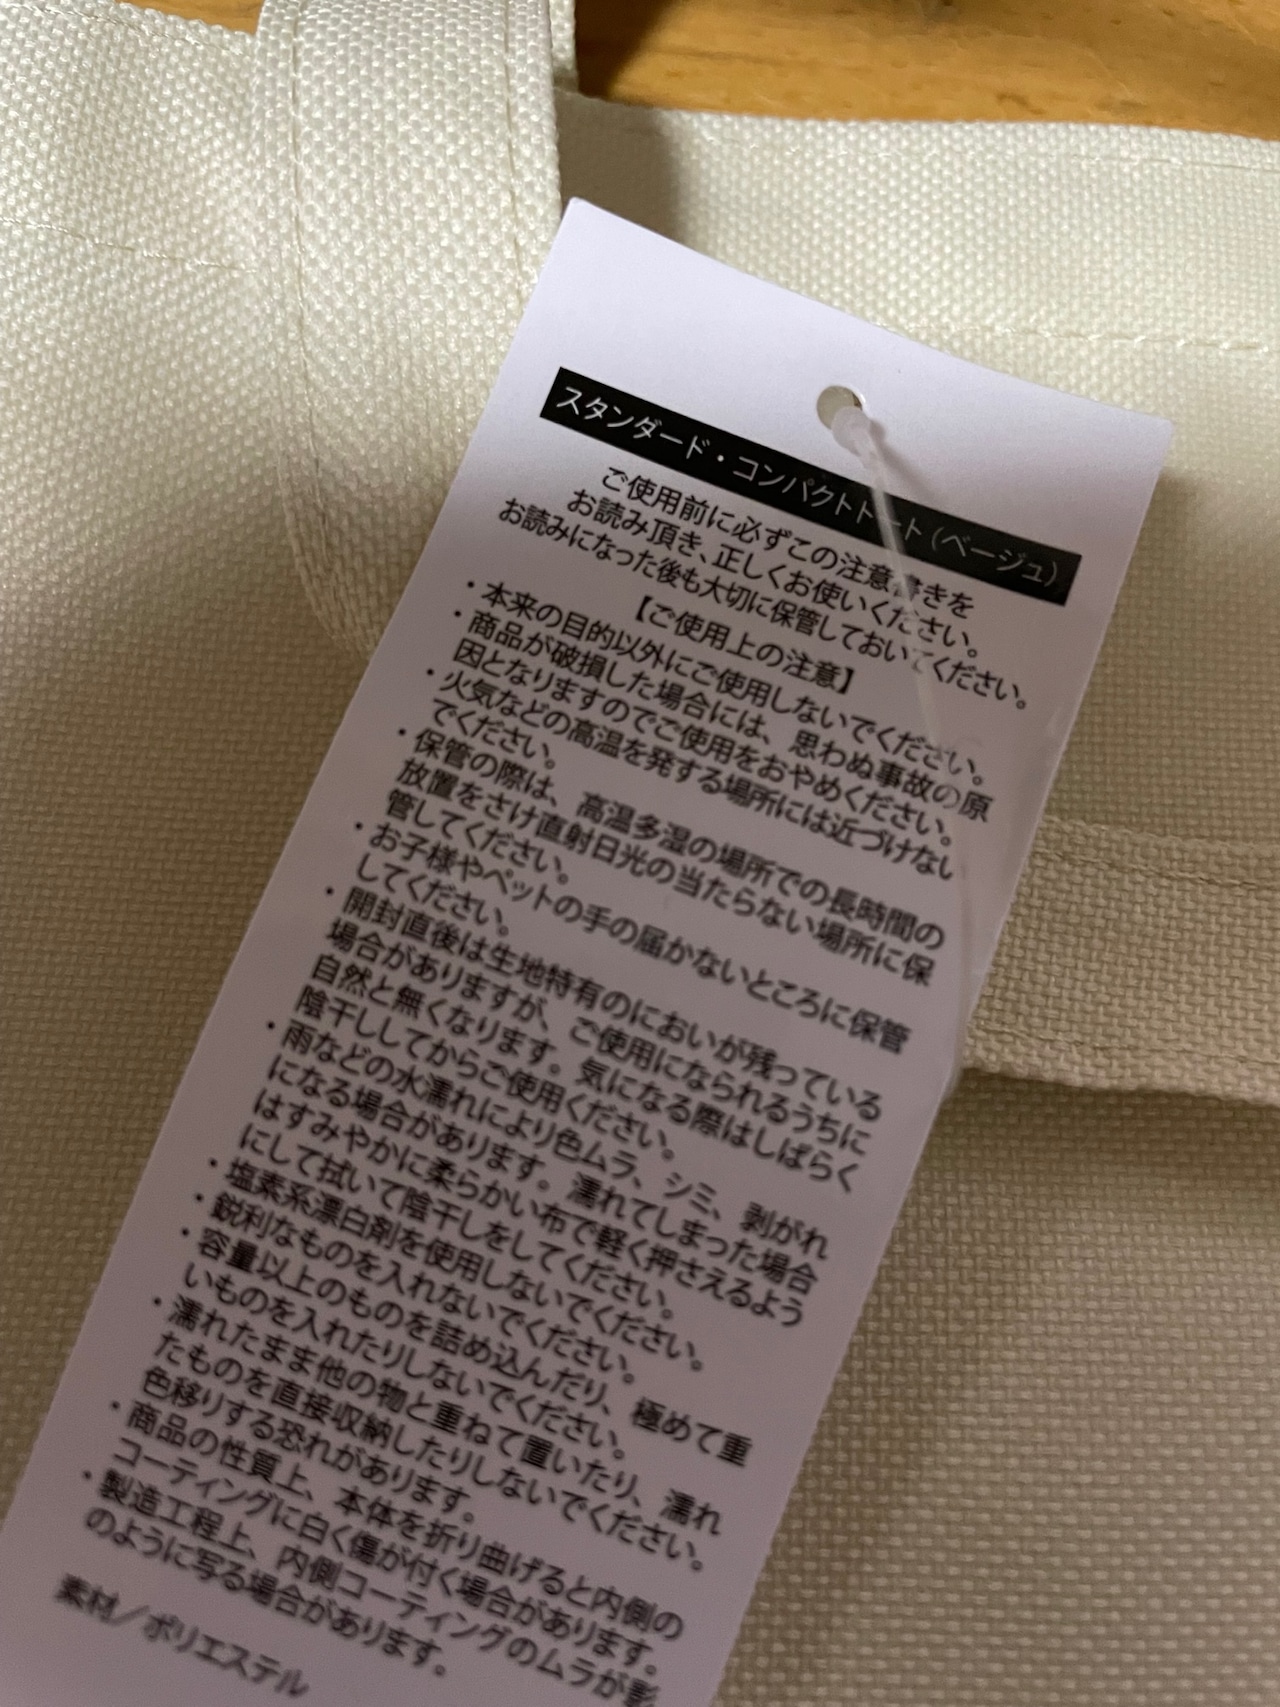 スタンダード・コンパクトトート(ベージュ)
ご使用前に必ずこの注意書きを
お読み頂き、正しくお使いください。
お読みになった後も大切に保管しておいてください。
【ご使用上の注意】
・本来の目的以外にご使用しないでください。
・商品が破損した場合には、思わぬ事故の原
因となりますのでご使用をおやめください。
・火気などの高温を発する場所には近づけない
でください。
・保管の際は、高温多湿の場所での長時間の
放置をさけ直射日光の当たらない場所に保
管してください。
・お子様やペットの手の届かないところに保管
してください。
・開封直後は生地特有のにおいが残っている
場合がありますが、ご使用になられるうちに
自然と無くなります。気になる際はしばらく
陰干ししてからご使用ください。
・雨などの水濡れにより色ムラ、シミ、剥がれ
になる場合があります。濡れてしまった場合
はすみやかに柔らかい布で軽く押さえるよう
にして拭いて陰干しをしてください。
・塩素系漂白剤を使用しないでください。
・鋭利なものを入れないでください。
・容量以上のものを詰め込んだり、極めて重
いものを入れたりしないでください。
・濡れたまま他の物と重ねて置いたり、濡れ
たものを直接収納したりしないでください。
色移りする恐れがあります。
・商品の性質上、本体を折り曲げると内側の
コーティングに白く傷が付く場合があります。
・製造工程上、内側コーティングのムラが影
のように写る場合があります。
素材／ポリエステル